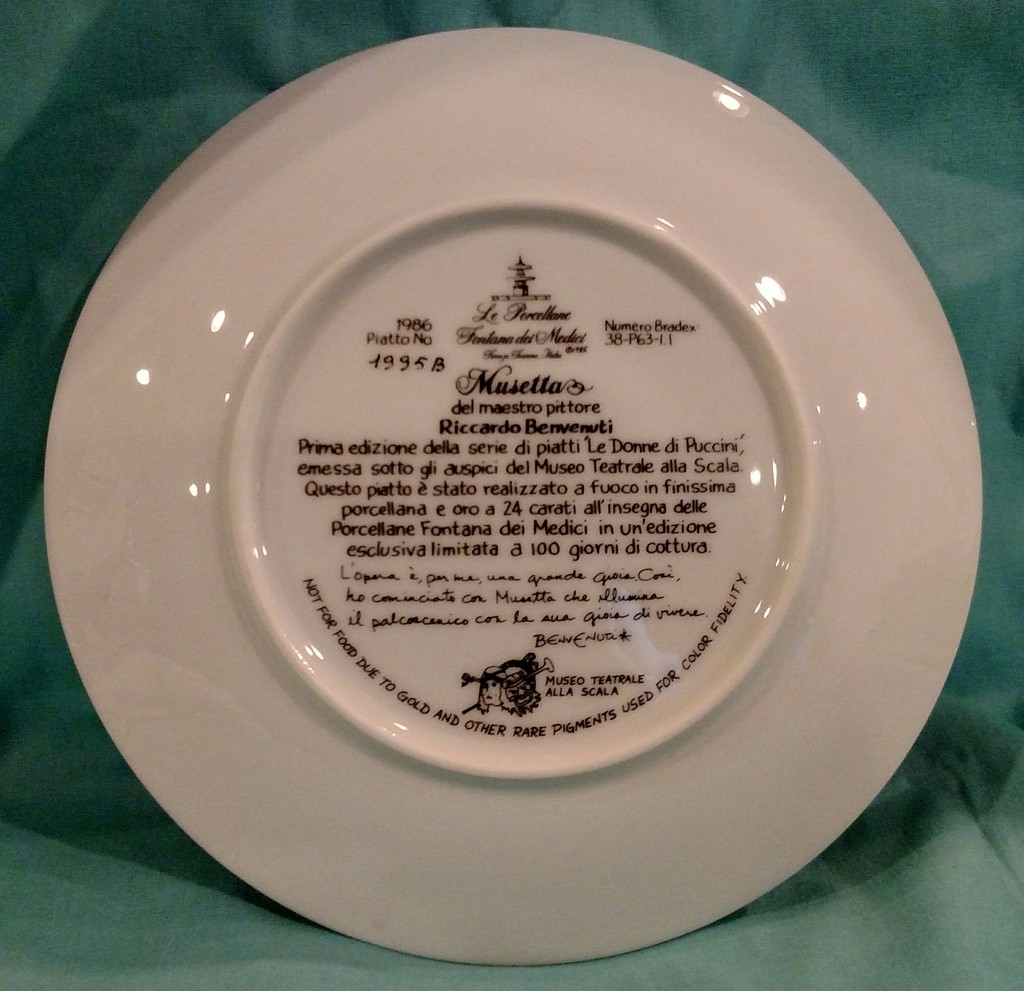 Le Porcellane
Fontana dei Medici
©1985
1986
Piatto No
1995B
Numero Bradex
38-P63-1.1
Musetta
del maestro pittore
Riccardo Benvenuti
Prima edizione della serie di piatti 'Le Donne di Puccini',
emessa sotto gli auspici del Museo Teatrale alla Scala.
Questo piatto è stato realizzato a fuoco in finissima
porcellana e oro a 24 carati all'insegna delle
Porcellane Fontana dei Medici in un'edizione
esclusiva limitata a 100 giorni di cottura.
L'opera è, per me, una grande gioia. Così,
ho cominciato con Musetta che illumina
il palcoscenico con la sua gioia di vivere.
BENVENUTI*
MUSEO TEATRALE
ALLA SCALA
NOT FOR FOOD DUE TO GOLD AND OTHER RARE PIGMENTS USED FOR COLOR FIDELITY.